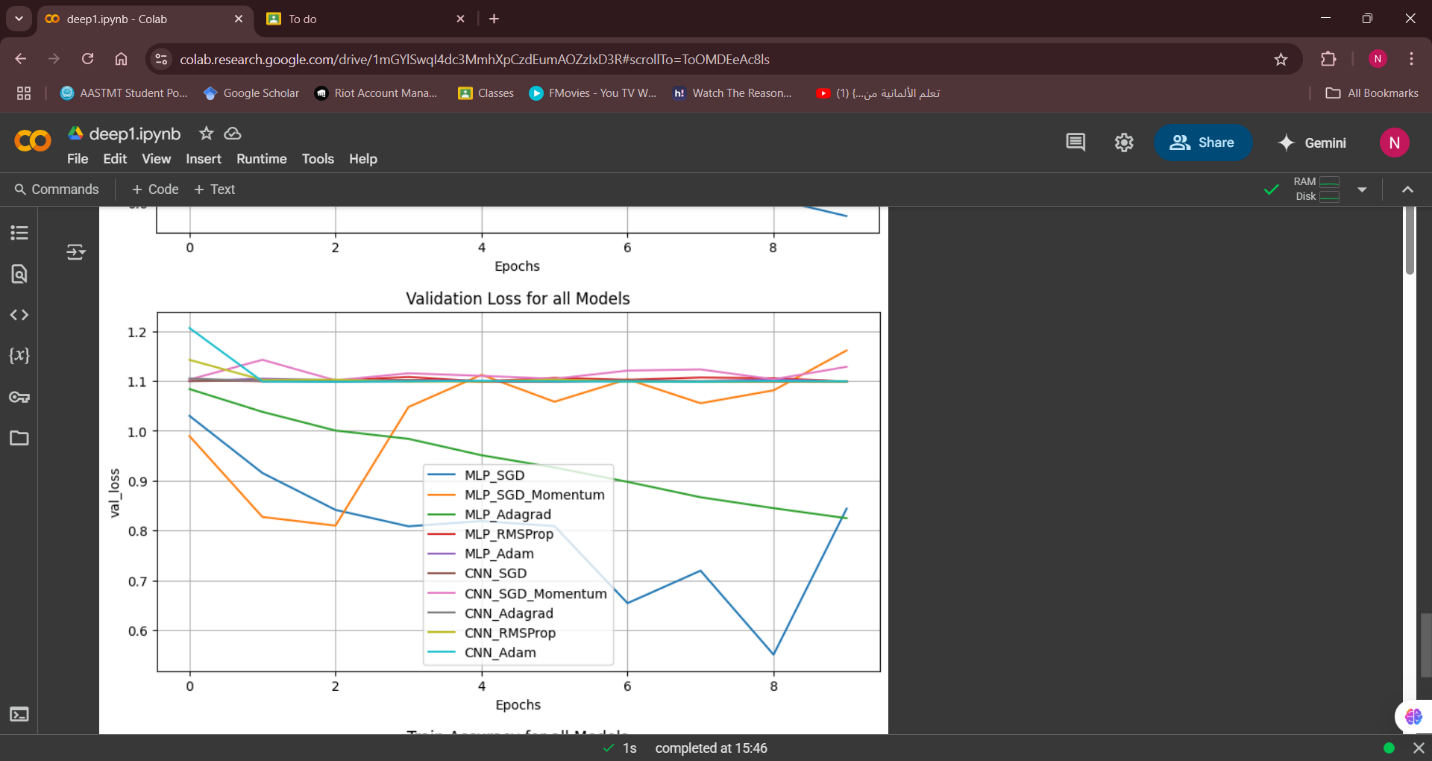 deep1.ipynb - Colab
To do
colab.research.google.com/drive/1mGYlSwqI4dc3MmhXpCzdEumAOZzIxD3R#scrollTo=ToOMDEeAc8ls
N
AASTMT Student Po...
Google Scholar
Riot Account Mana...
Classes
FMovies - You TV W...
h!
Watch The Reason...
(1) تعلم الألمانية من...{
All Bookmarks
deep1.ipynb
File Edit View Insert Runtime Tools Help
Share
Gemini
N
Commands
+ Code + Text
RAM
Disk
0 2 4 6 8
Epochs
Validation Loss for all Models
1.2
1.1
1.0
0.9
0.8
0.7
0.6
val_loss
MLP_SGD
MLP_SGD_Momentum
MLP_Adagrad
MLP_RMSProp
MLP_Adam
CNN_SGD
CNN_SGD_Momentum
CNN_Adagrad
CNN_RMSProp
CNN_Adam
0 2 4 6 8
Epochs
Train Accuracy for all Models
{x}
1s completed at 15:46